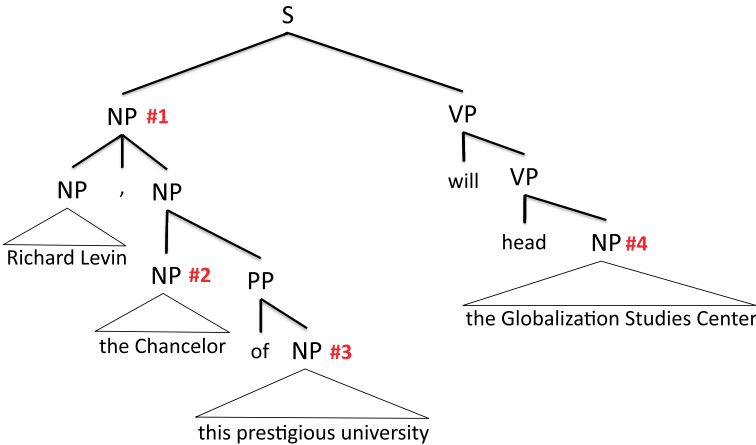 S
NP #1 VP
NP , NP will VP
Richard Levin head NP #4
NP #2 PP
the Chancelor the Globalization Studies Center
of NP #3
this prestigious university